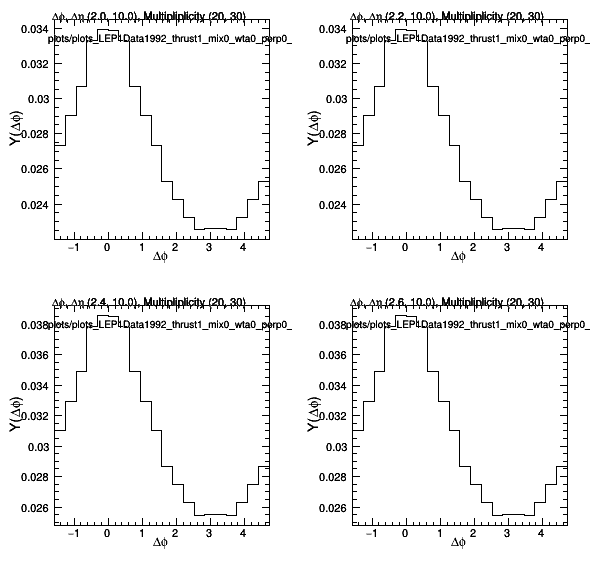 Δϕ, Δη (2.0, 10.0), Multipliplicity (20, 30)
plots/plots_LEP1Data1992_thrust1_mix0_wta0_perp0_
Y(Δϕ)
0.034
0.032
0.03
0.028
0.026
0.024
−1 0 1 2 3 4
Δϕ
Δϕ, Δη (2.2, 10.0), Multipliplicity (20, 30)
plots/plots_LEP1Data1992_thrust1_mix0_wta0_perp0_
Y(Δϕ)
0.034
0.032
0.03
0.028
0.026
0.024
−1 0 1 2 3 4
Δϕ
Δϕ, Δη (2.4, 10.0), Multipliplicity (20, 30)
plots/plots_LEP1Data1992_thrust1_mix0_wta0_perp0_
Y(Δϕ)
0.038
0.036
0.034
0.032
0.03
0.028
0.026
−1 0 1 2 3 4
Δϕ
Δϕ, Δη (2.6, 10.0), Multipliplicity (20, 30)
plots/plots_LEP1Data1992_thrust1_mix0_wta0_perp0_
Y(Δϕ)
0.038
0.036
0.034
0.032
0.03
0.028
0.026
−1 0 1 2 3 4
Δϕ